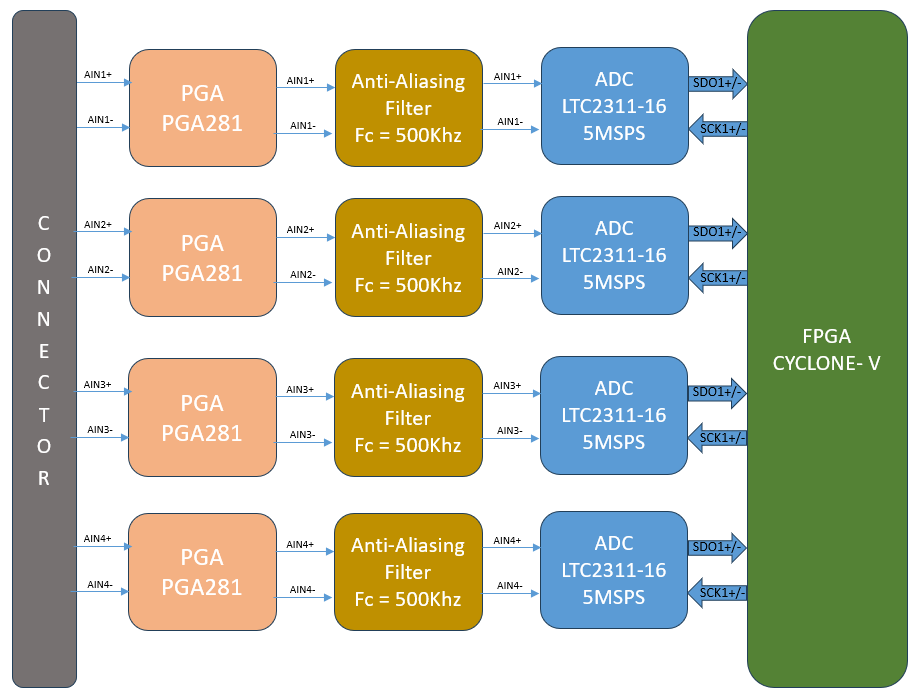 C
O
N
N
E
C
T
O
R
AIN1+
AIN1-
PGA
PGA281
AIN1+
AIN1-
Anti-Aliasing
Filter
Fc = 500Khz
AIN1+
AIN1-
ADC
LTC2311-16
5MSPS
SDO1+/-
SCK1+/-
AIN2+
AIN2-
PGA
PGA281
AIN2+
AIN2-
Anti-Aliasing
Filter
Fc = 500Khz
AIN2+
AIN2-
ADC
LTC2311-16
5MSPS
SDO1+/-
SCK1+/-
AIN3+
AIN3-
PGA
PGA281
AIN3+
AIN3-
Anti-Aliasing
Filter
Fc = 500Khz
AIN3+
AIN3-
ADC
LTC2311-16
5MSPS
SDO1+/-
SCK1+/-
AIN4+
AIN4-
PGA
PGA281
AIN4+
AIN4-
Anti-Aliasing
Filter
Fc = 500Khz
AIN4+
AIN4-
ADC
LTC2311-16
5MSPS
SDO1+/-
SCK1+/-
FPGA
CYCLONE- V